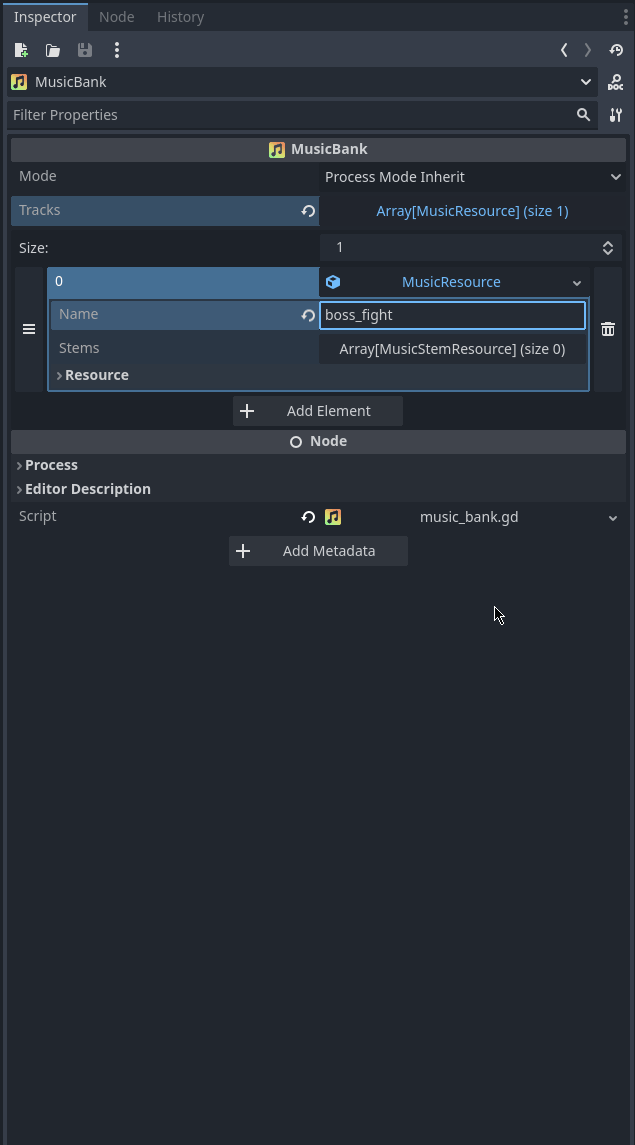 Inspector Node History
MusicBank
DOC
Filter Properties
MusicBank
Mode Process Mode Inherit
Tracks Array[MusicResource] (size 1)
Size: 1
0 MusicResource
Name boss_fight
Stems Array[MusicStemResource] (size 0)
Resource
Add Element
Node
Process
Editor Description
Script music_bank.gd
Add Metadata